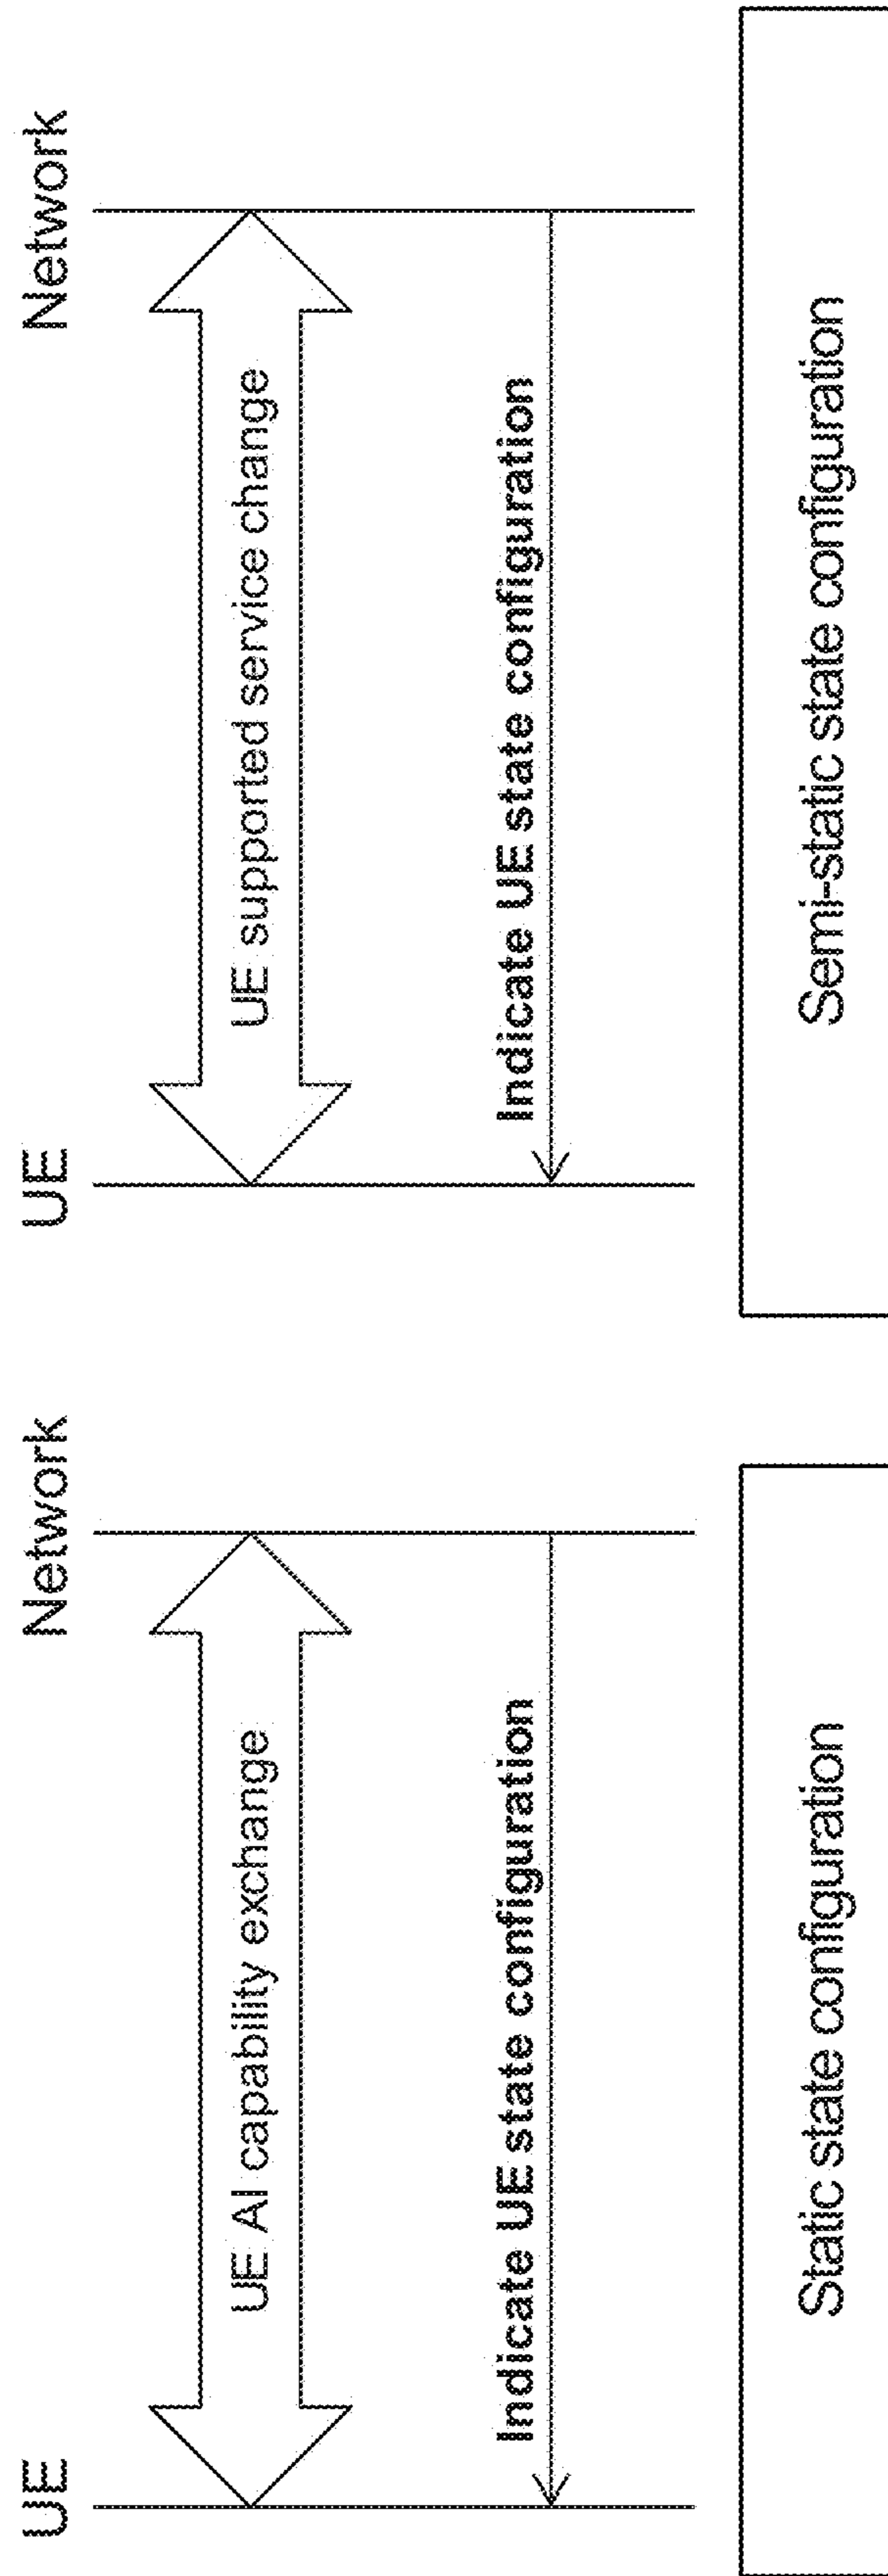 UE
Network
UE AI capability exchange
Indicate UE state configuration
Static state configuration
UE
Network
UE supported service change
Indicate UE state configuration
Semi-static state configuration